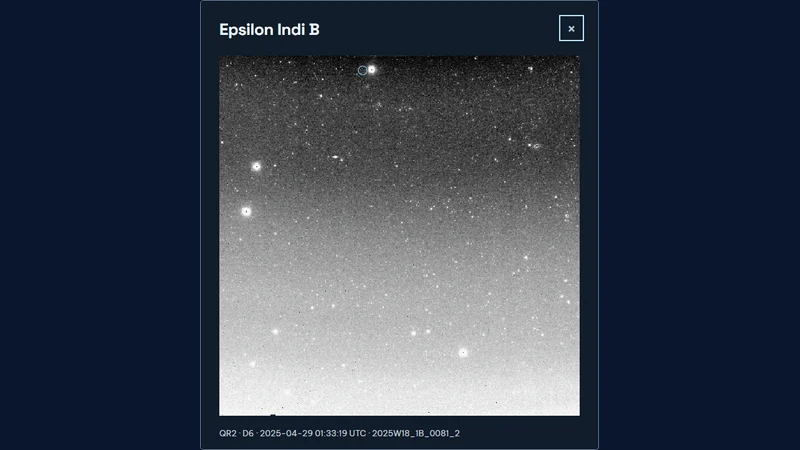 Epsilon Indi B
×
QR2 · D6 · 2025-04-29 01:33:19 UTC · 2025W18_1B_0081_2